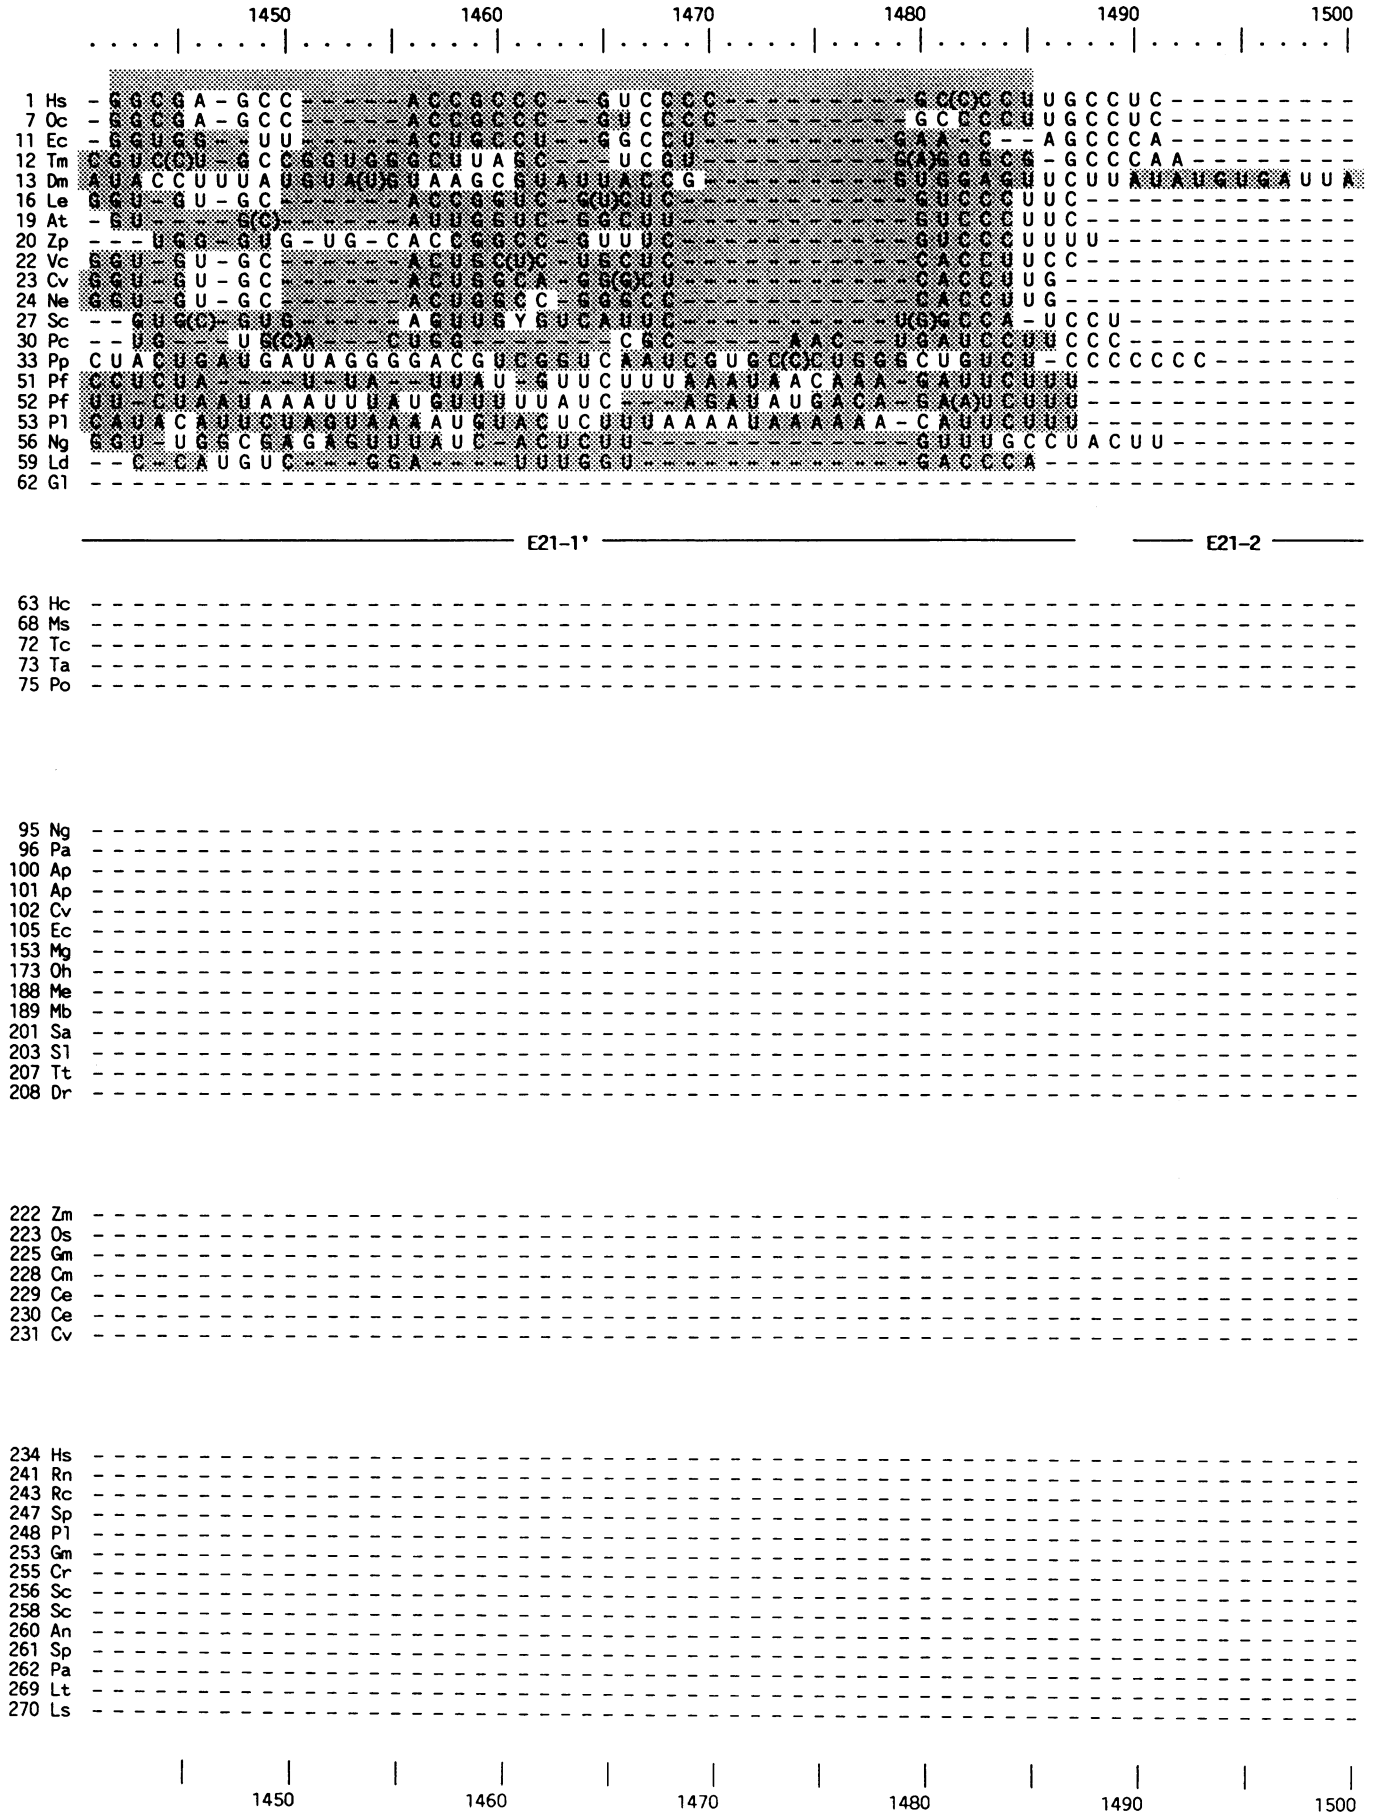 1450 1460 1470 1480 1490 1500
1 Hs - G G C G A - G C C - - - - - A C C G C C C - - G U C C C C - - - - - - - - - G C(C)C C U U G C C U C - - - - - - - - -
7 Oc - G G C G A - G C C - - - - - A C C G C C C - - G U C C C C - - - - - - - - - G C C C C U U G C C U C - - - - - - - - -
11 Ec - G G U G G - - U U - - - - - A C U G C C U - - G G C C U - - - - - - - - - G A A - C - - A G C C C A - - - - - - - - -
12 Tm C G U C(C)U - G C C G G U G G G C U U A G C - - - U C G U - - - - - - - - - G(A)G G G C G - G C C C A A - - - - - - - -
13 Dm A U A C C U U U A U G U A(U)G U A A G C G U A U U A C C G - - - - - - - - - G U G G A G U U C U U A U A U G U G A U U A
16 Le G G U - G U - G C - - - - - - A C C G G U C - G(U)C U C - - - - - - - - - - - G U C C C U U C - - - - - - - - - - - - -
19 At - G U - - - - G(C)- - - - - - A U U G G U C - G G C U U - - - - - - - - - - - G U C C C U U C - - - - - - - - - - - - -
20 Zp - - - U G G - G U G - U G - C A C C G G C C - G U U U C - - - - - - - - - - - G U C C C U U U U - - - - - - - - - - - -
22 Vc G G U - G U - G C - - - - - - A C U G C(U)C - U G C U C - - - - - - - - - - - C A C C U U C C - - - - - - - - - - - - -
23 Cv G G U - G U - G C - - - - - - A C U G G C A - G G(G)C U - - - - - - - - - - - G A C C U U G - - - - - - - - - - - - - -
24 Ne G G U - G U - G C - - - - - - A C U G G C C - G G G C C - - - - - - - - - - - G A C C U U G - - - - - - - - - - - - - -
27 Sc - - G U G(C)- G U G - - - - - A G U U G Y G U C A U U C - - - - - - - - - - U(G)G C C A - U C C U - - - - - - - - - - -
30 Pc - - U G - - - U G(C)A - - - C U G G - - - - - - - C G C - - - - - A A C - - U G A U C C U U C C C - - - - - - - - - - -
33 Pp C U A C U G A U G A U A G G G G A C G U C G G U C A A U C G U G C(C)C U G G G C U G U C U - C C C C C C C - - - - - - -
51 Pf C C U C U A - - - - U - U A - - U U A U - G U U C U U U A A A U A A C A A A - G A U U C U U U - - - - - - - - - - - - -
52 Pf U U - C U A A U A A A U U U A U G U U U U U A U C - - - A G A U A U G A C A - G A(A)U C U U U - - - - - - - - - - - - -
53 Pl C A U A C A U U C U A G U A A A A U G U A C U C U U U A A A A U A A A A A A - C A U U C U U U - - - - - - - - - - - - -
56 Ng G G U - U G G C G A G A G U U U A U C - A C U C U U - - - - - - - - - - - - - G U U U G C C U A C U U - - - - - - - - -
59 Ld - - C - C A U G U C - - - G G A - - - - U U U G G U - - - - - - - - - - - - - G A C C C A - - - - - - - - - - - - - - -
62 Gl - - - - - - - - - - - - - - - - - - - - - - - - - - - - - - - - - - - - - - - - - - - - - - - - - - - - - - - - - - - -
E21-1' E21-2
63 Hc - - - - - - - - - - - - - - - - - - - - - - - - - - - - - - - - - - - - - - - - - - - - - - - - - - - - - - - - - - - -
68 Ms - - - - - - - - - - - - - - - - - - - - - - - - - - - - - - - - - - - - - - - - - - - - - - - - - - - - - - - - - - - -
72 Tc - - - - - - - - - - - - - - - - - - - - - - - - - - - - - - - - - - - - - - - - - - - - - - - - - - - - - - - - - - - -
73 Ta - - - - - - - - - - - - - - - - - - - - - - - - - - - - - - - - - - - - - - - - - - - - - - - - - - - - - - - - - - - -
75 Po - - - - - - - - - - - - - - - - - - - - - - - - - - - - - - - - - - - - - - - - - - - - - - - - - - - - - - - - - - - -
95 Ng - - - - - - - - - - - - - - - - - - - - - - - - - - - - - - - - - - - - - - - - - - - - - - - - - - - - - - - - - - - -
96 Pa - - - - - - - - - - - - - - - - - - - - - - - - - - - - - - - - - - - - - - - - - - - - - - - - - - - - - - - - - - - -
100 Ap - - - - - - - - - - - - - - - - - - - - - - - - - - - - - - - - - - - - - - - - - - - - - - - - - - - - - - - - - - - -
101 Ap - - - - - - - - - - - - - - - - - - - - - - - - - - - - - - - - - - - - - - - - - - - - - - - - - - - - - - - - - - - -
102 Cv - - - - - - - - - - - - - - - - - - - - - - - - - - - - - - - - - - - - - - - - - - - - - - - - - - - - - - - - - - - -
105 Ec - - - - - - - - - - - - - - - - - - - - - - - - - - - - - - - - - - - - - - - - - - - - - - - - - - - - - - - - - - - -
153 Mg - - - - - - - - - - - - - - - - - - - - - - - - - - - - - - - - - - - - - - - - - - - - - - - - - - - - - - - - - - - -
173 Oh - - - - - - - - - - - - - - - - - - - - - - - - - - - - - - - - - - - - - - - - - - - - - - - - - - - - - - - - - - - -
188 Me - - - - - - - - - - - - - - - - - - - - - - - - - - - - - - - - - - - - - - - - - - - - - - - - - - - - - - - - - - - -
189 Mb - - - - - - - - - - - - - - - - - - - - - - - - - - - - - - - - - - - - - - - - - - - - - - - - - - - - - - - - - - - -
201 Sa - - - - - - - - - - - - - - - - - - - - - - - - - - - - - - - - - - - - - - - - - - - - - - - - - - - - - - - - - - - -
203 Sl - - - - - - - - - - - - - - - - - - - - - - - - - - - - - - - - - - - - - - - - - - - - - - - - - - - - - - - - - - - -
207 Tt - - - - - - - - - - - - - - - - - - - - - - - - - - - - - - - - - - - - - - - - - - - - - - - - - - - - - - - - - - - -
208 Dr - - - - - - - - - - - - - - - - - - - - - - - - - - - - - - - - - - - - - - - - - - - - - - - - - - - - - - - - - - - -
222 Zm - - - - - - - - - - - - - - - - - - - - - - - - - - - - - - - - - - - - - - - - - - - - - - - - - - - - - - - - - - - -
223 Os - - - - - - - - - - - - - - - - - - - - - - - - - - - - - - - - - - - - - - - - - - - - - - - - - - - - - - - - - - - -
225 Gm - - - - - - - - - - - - - - - - - - - - - - - - - - - - - - - - - - - - - - - - - - - - - - - - - - - - - - - - - - - -
228 Cm - - - - - - - - - - - - - - - - - - - - - - - - - - - - - - - - - - - - - - - - - - - - - - - - - - - - - - - - - - - -
229 Ce - - - - - - - - - - - - - - - - - - - - - - - - - - - - - - - - - - - - - - - - - - - - - - - - - - - - - - - - - - - -
230 Ce - - - - - - - - - - - - - - - - - - - - - - - - - - - - - - - - - - - - - - - - - - - - - - - - - - - - - - - - - - - -
231 Cv - - - - - - - - - - - - - - - - - - - - - - - - - - - - - - - - - - - - - - - - - - - - - - - - - - - - - - - - - - - -
234 Hs - - - - - - - - - - - - - - - - - - - - - - - - - - - - - - - - - - - - - - - - - - - - - - - - - - - - - - - - - - - -
241 Rn - - - - - - - - - - - - - - - - - - - - - - - - - - - - - - - - - - - - - - - - - - - - - - - - - - - - - - - - - - - -
243 Rc - - - - - - - - - - - - - - - - - - - - - - - - - - - - - - - - - - - - - - - - - - - - - - - - - - - - - - - - - - - -
247 Sp - - - - - - - - - - - - - - - - - - - - - - - - - - - - - - - - - - - - - - - - - - - - - - - - - - - - - - - - - - - -
248 Pl - - - - - - - - - - - - - - - - - - - - - - - - - - - - - - - - - - - - - - - - - - - - - - - - - - - - - - - - - - - -
253 Gm - - - - - - - - - - - - - - - - - - - - - - - - - - - - - - - - - - - - - - - - - - - - - - - - - - - - - - - - - - - -
255 Cr - - - - - - - - - - - - - - - - - - - - - - - - - - - - - - - - - - - - - - - - - - - - - - - - - - - - - - - - - - - -
256 Sc - - - - - - - - - - - - - - - - - - - - - - - - - - - - - - - - - - - - - - - - - - - - - - - - - - - - - - - - - - - -
258 Sc - - - - - - - - - - - - - - - - - - - - - - - - - - - - - - - - - - - - - - - - - - - - - - - - - - - - - - - - - - - -
260 An - - - - - - - - - - - - - - - - - - - - - - - - - - - - - - - - - - - - - - - - - - - - - - - - - - - - - - - - - - - -
261 Sp - - - - - - - - - - - - - - - - - - - - - - - - - - - - - - - - - - - - - - - - - - - - - - - - - - - - - - - - - - - -
262 Pa - - - - - - - - - - - - - - - - - - - - - - - - - - - - - - - - - - - - - - - - - - - - - - - - - - - - - - - - - - - -
269 Lt - - - - - - - - - - - - - - - - - - - - - - - - - - - - - - - - - - - - - - - - - - - - - - - - - - - - - - - - - - - -
270 Ls - - - - - - - - - - - - - - - - - - - - - - - - - - - - - - - - - - - - - - - - - - - - - - - - - - - - - - - - - - - -
1450 1460 1470 1480 1490 1500